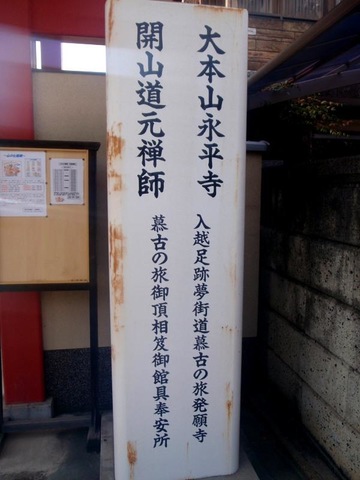 大本山永平寺
入越足跡夢街道慕古の旅発願寺
開山道元禅師
慕古の旅御頂相笈御館具奉安所